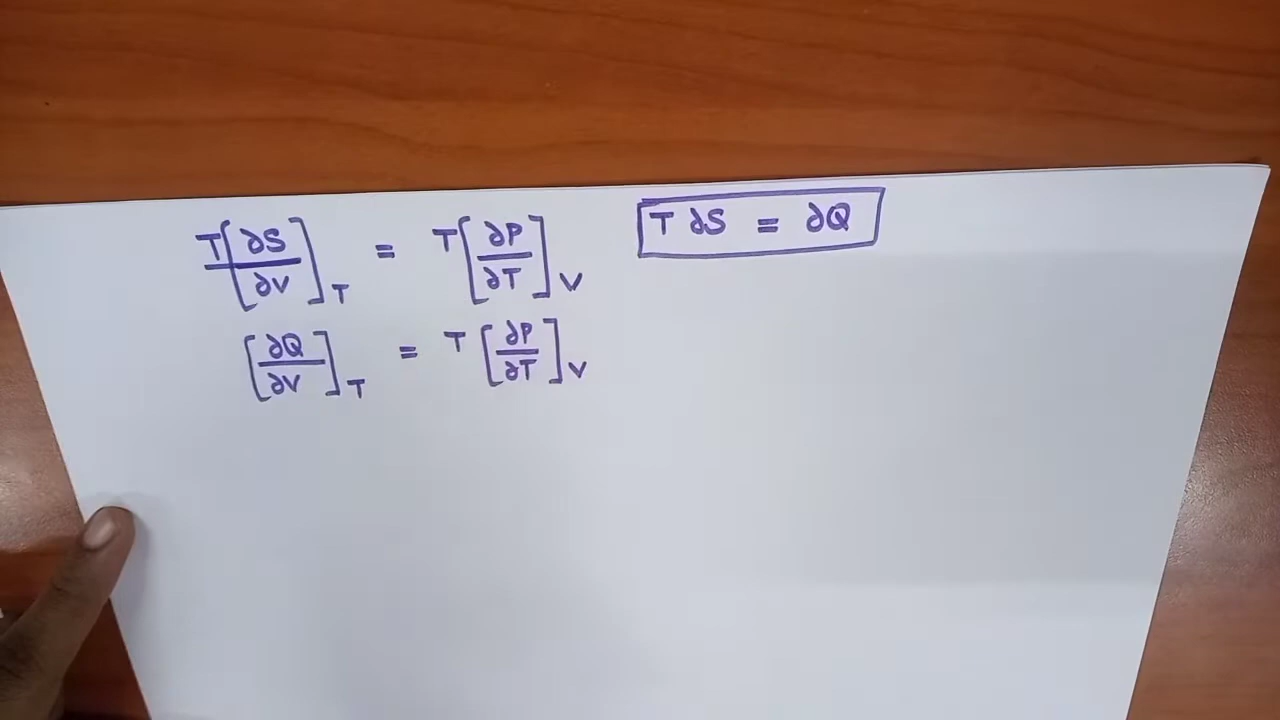 T[∂S/∂V]_T = T[∂P/∂T]_V
T ∂S = ∂Q
[∂Q/∂V]_T = T[∂P/∂T]_V